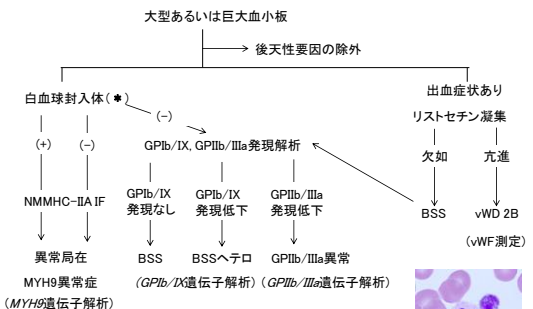 大型あるいは巨大血小板
後天性要因の除外
白血球封入体(*)
(-)
(+)
(-)
出血症状あり
リストセチン凝集
欠如
亢進
GPIb/IX, GPIIb/IIIa発現解析
NMMHC-IIA IF
GPIb/IX
発現なし
GPIb/IX
発現低下
GPIIb/IIIa
発現低下
BSS
vWD 2B
(vWF測定)
異常局在
BSS
BSSヘテロ
GPIIb/IIIa異常
MYH9異常症
(MYH9遺伝子解析)
(GPIb/IX遺伝子解析)
(GPIIb/IIIa遺伝子解析)